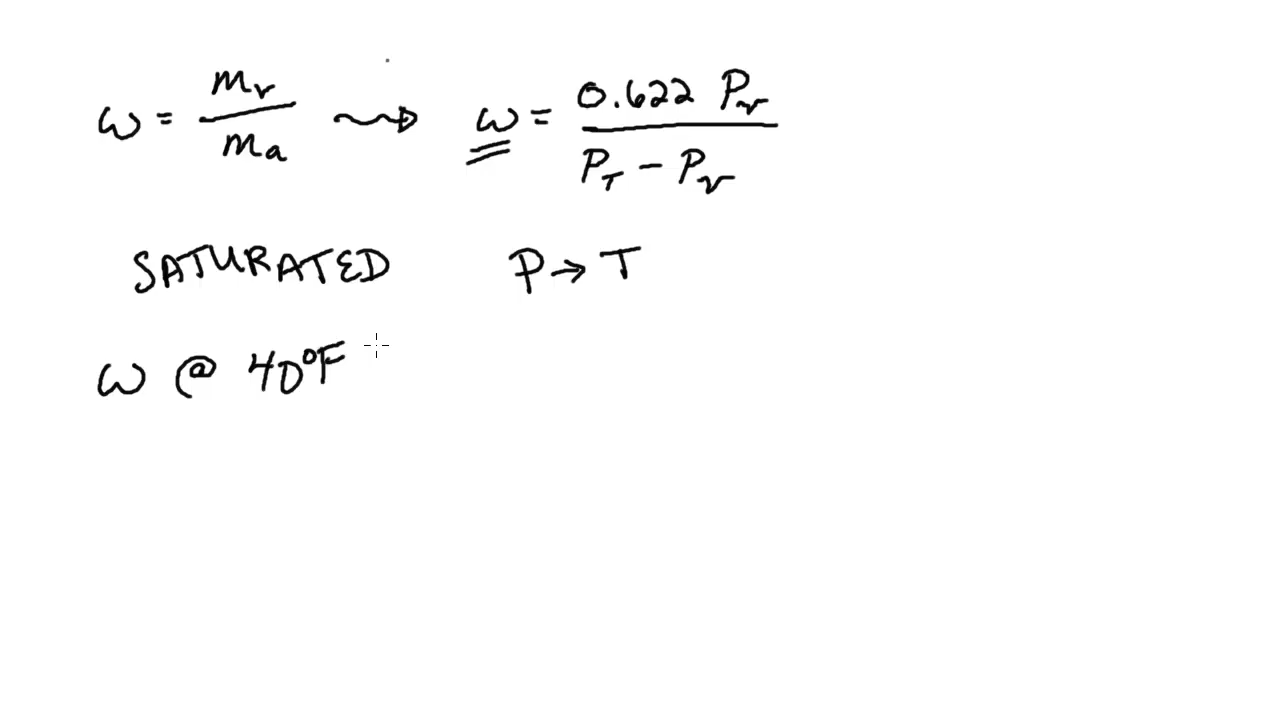 ω = m_v / m_a ⇝ ω = 0.622 P_v / P_T − P_v
SATURATED P → T
ω @ 40°F